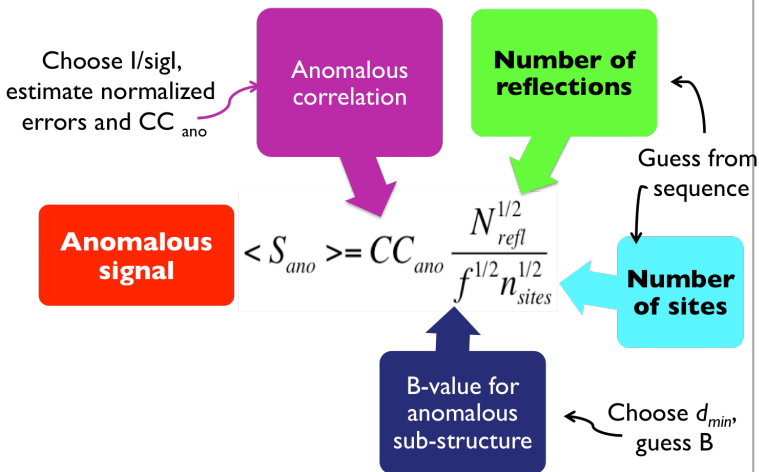 Choose I/sigI,
estimate normalized
errors and CC ano
Anomalous
correlation
Number of
reflections
Guess from
sequence
Anomalous
signal
< S_ano >= CC_ano N_refl^1/2 / f^1/2 n_sites^1/2
Number
of sites
B-value for
anomalous
sub-structure
Choose d_min,
guess B